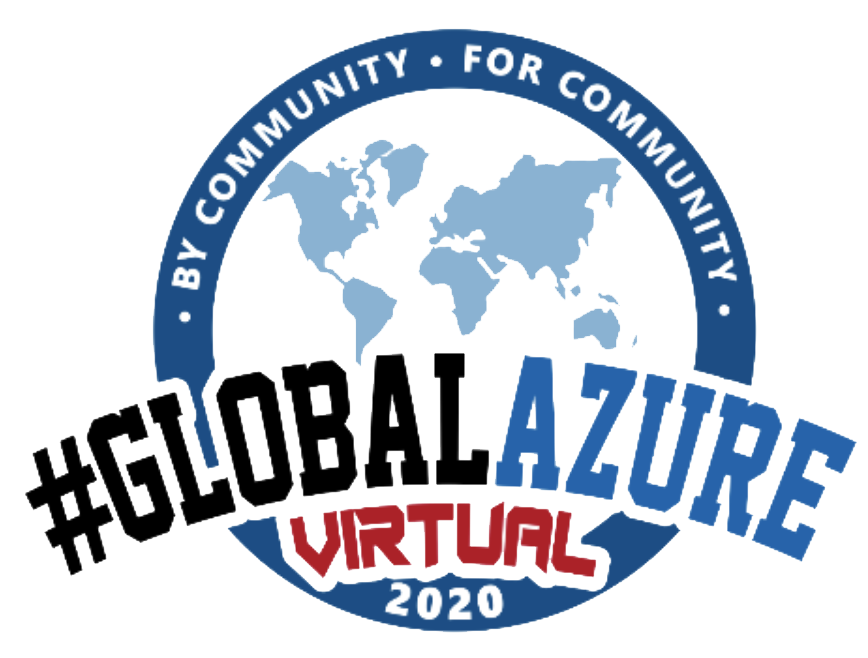 • BY COMMUNITY • FOR COMMUNITY •
#GLOBALAZURE
VIRTUAL
2020